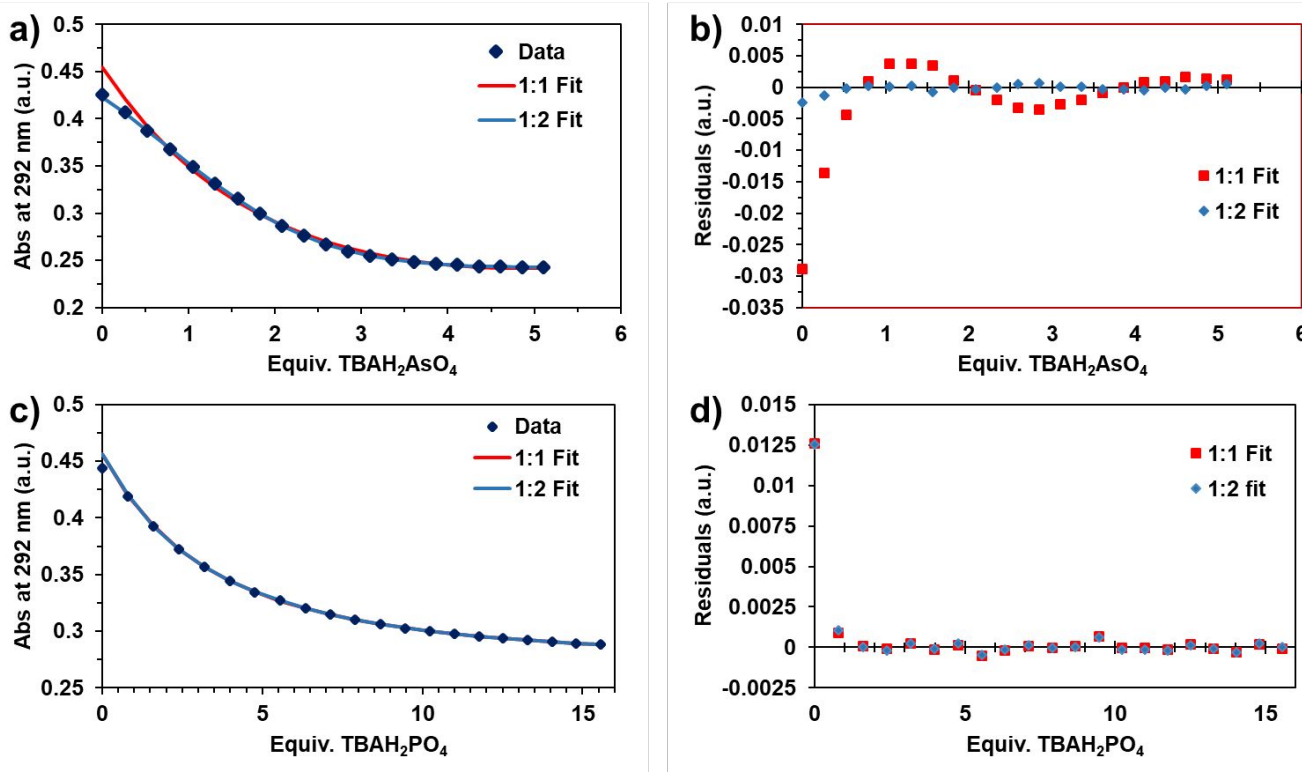 a)
0.5
0.45
0.4
0.35
0.3
0.25
0.2
Abs at 292 nm (a.u.)
Data
1:1 Fit
1:2 Fit
0 1 2 3 4 5 6
Equiv. TBAH₂AsO₄
b)
0.01
0.005
0
-0.005
-0.01
-0.015
-0.02
-0.025
-0.03
-0.035
Residuals (a.u.)
1:1 Fit
1:2 Fit
0 1 2 3 4 5 6
Equiv. TBAH₂AsO₄
c)
0.5
0.45
0.4
0.35
0.3
0.25
Abs at 292 nm (a.u.)
Data
1:1 Fit
1:2 Fit
0 5 10 15
Equiv. TBAH₂PO₄
d)
0.015
0.0125
0.01
0.0075
0.005
0.0025
0
-0.0025
Residuals (a.u.)
1:1 Fit
1:2 fit
0 5 10 15
Equiv. TBAH₂PO₄